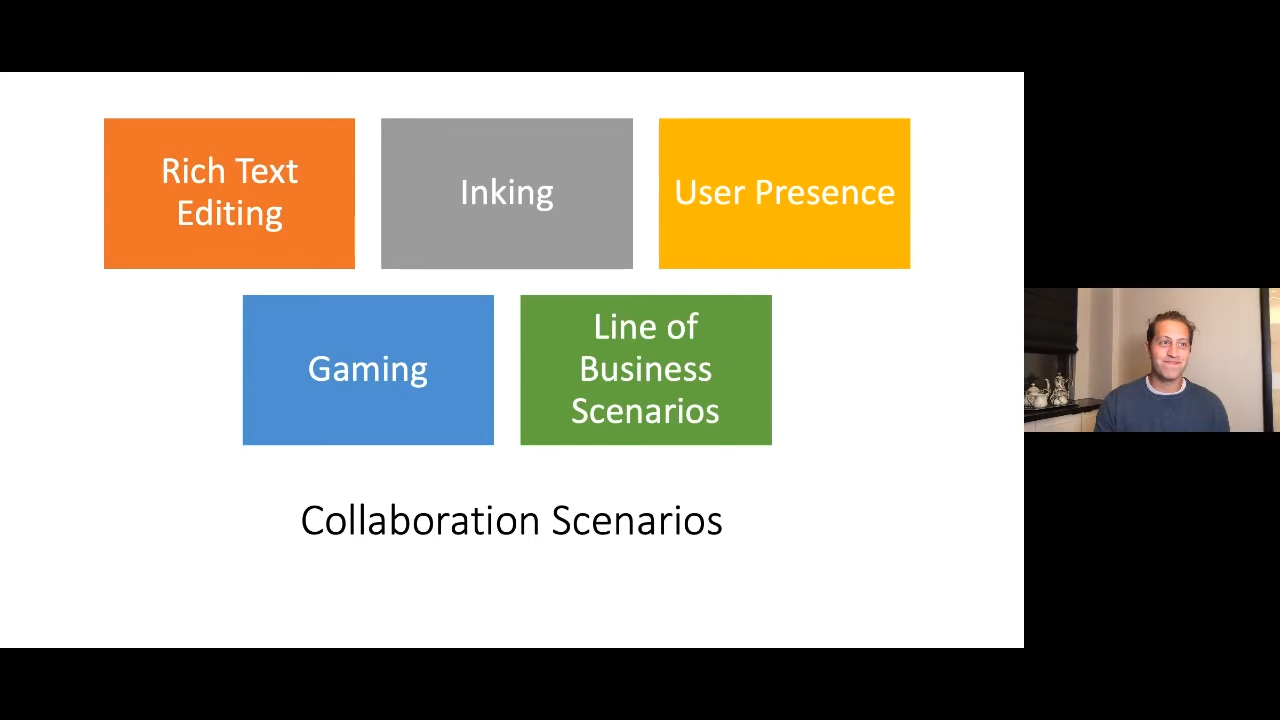 Rich Text
Editing
Inking
User Presence
Gaming
Line of
Business
Scenarios
Collaboration Scenarios